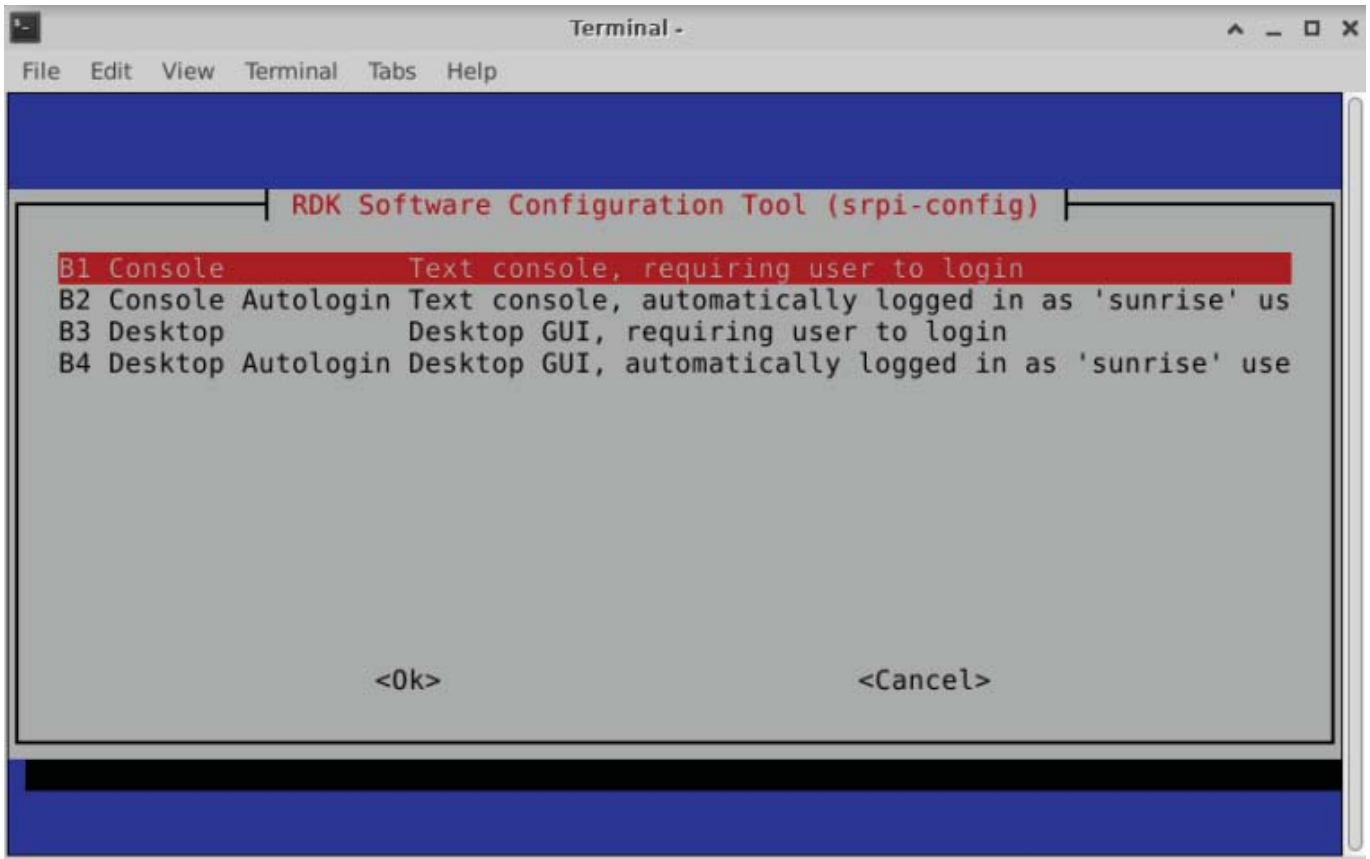 Terminal -
File Edit View Terminal Tabs Help
RDK Software Configuration Tool (srpi-config)
B1 Console Text console, requiring user to login
B2 Console Autologin Text console, automatically logged in as 'sunrise' us
B3 Desktop Desktop GUI, requiring user to login
B4 Desktop Autologin Desktop GUI, automatically logged in as 'sunrise' use
<Ok> <Cancel>